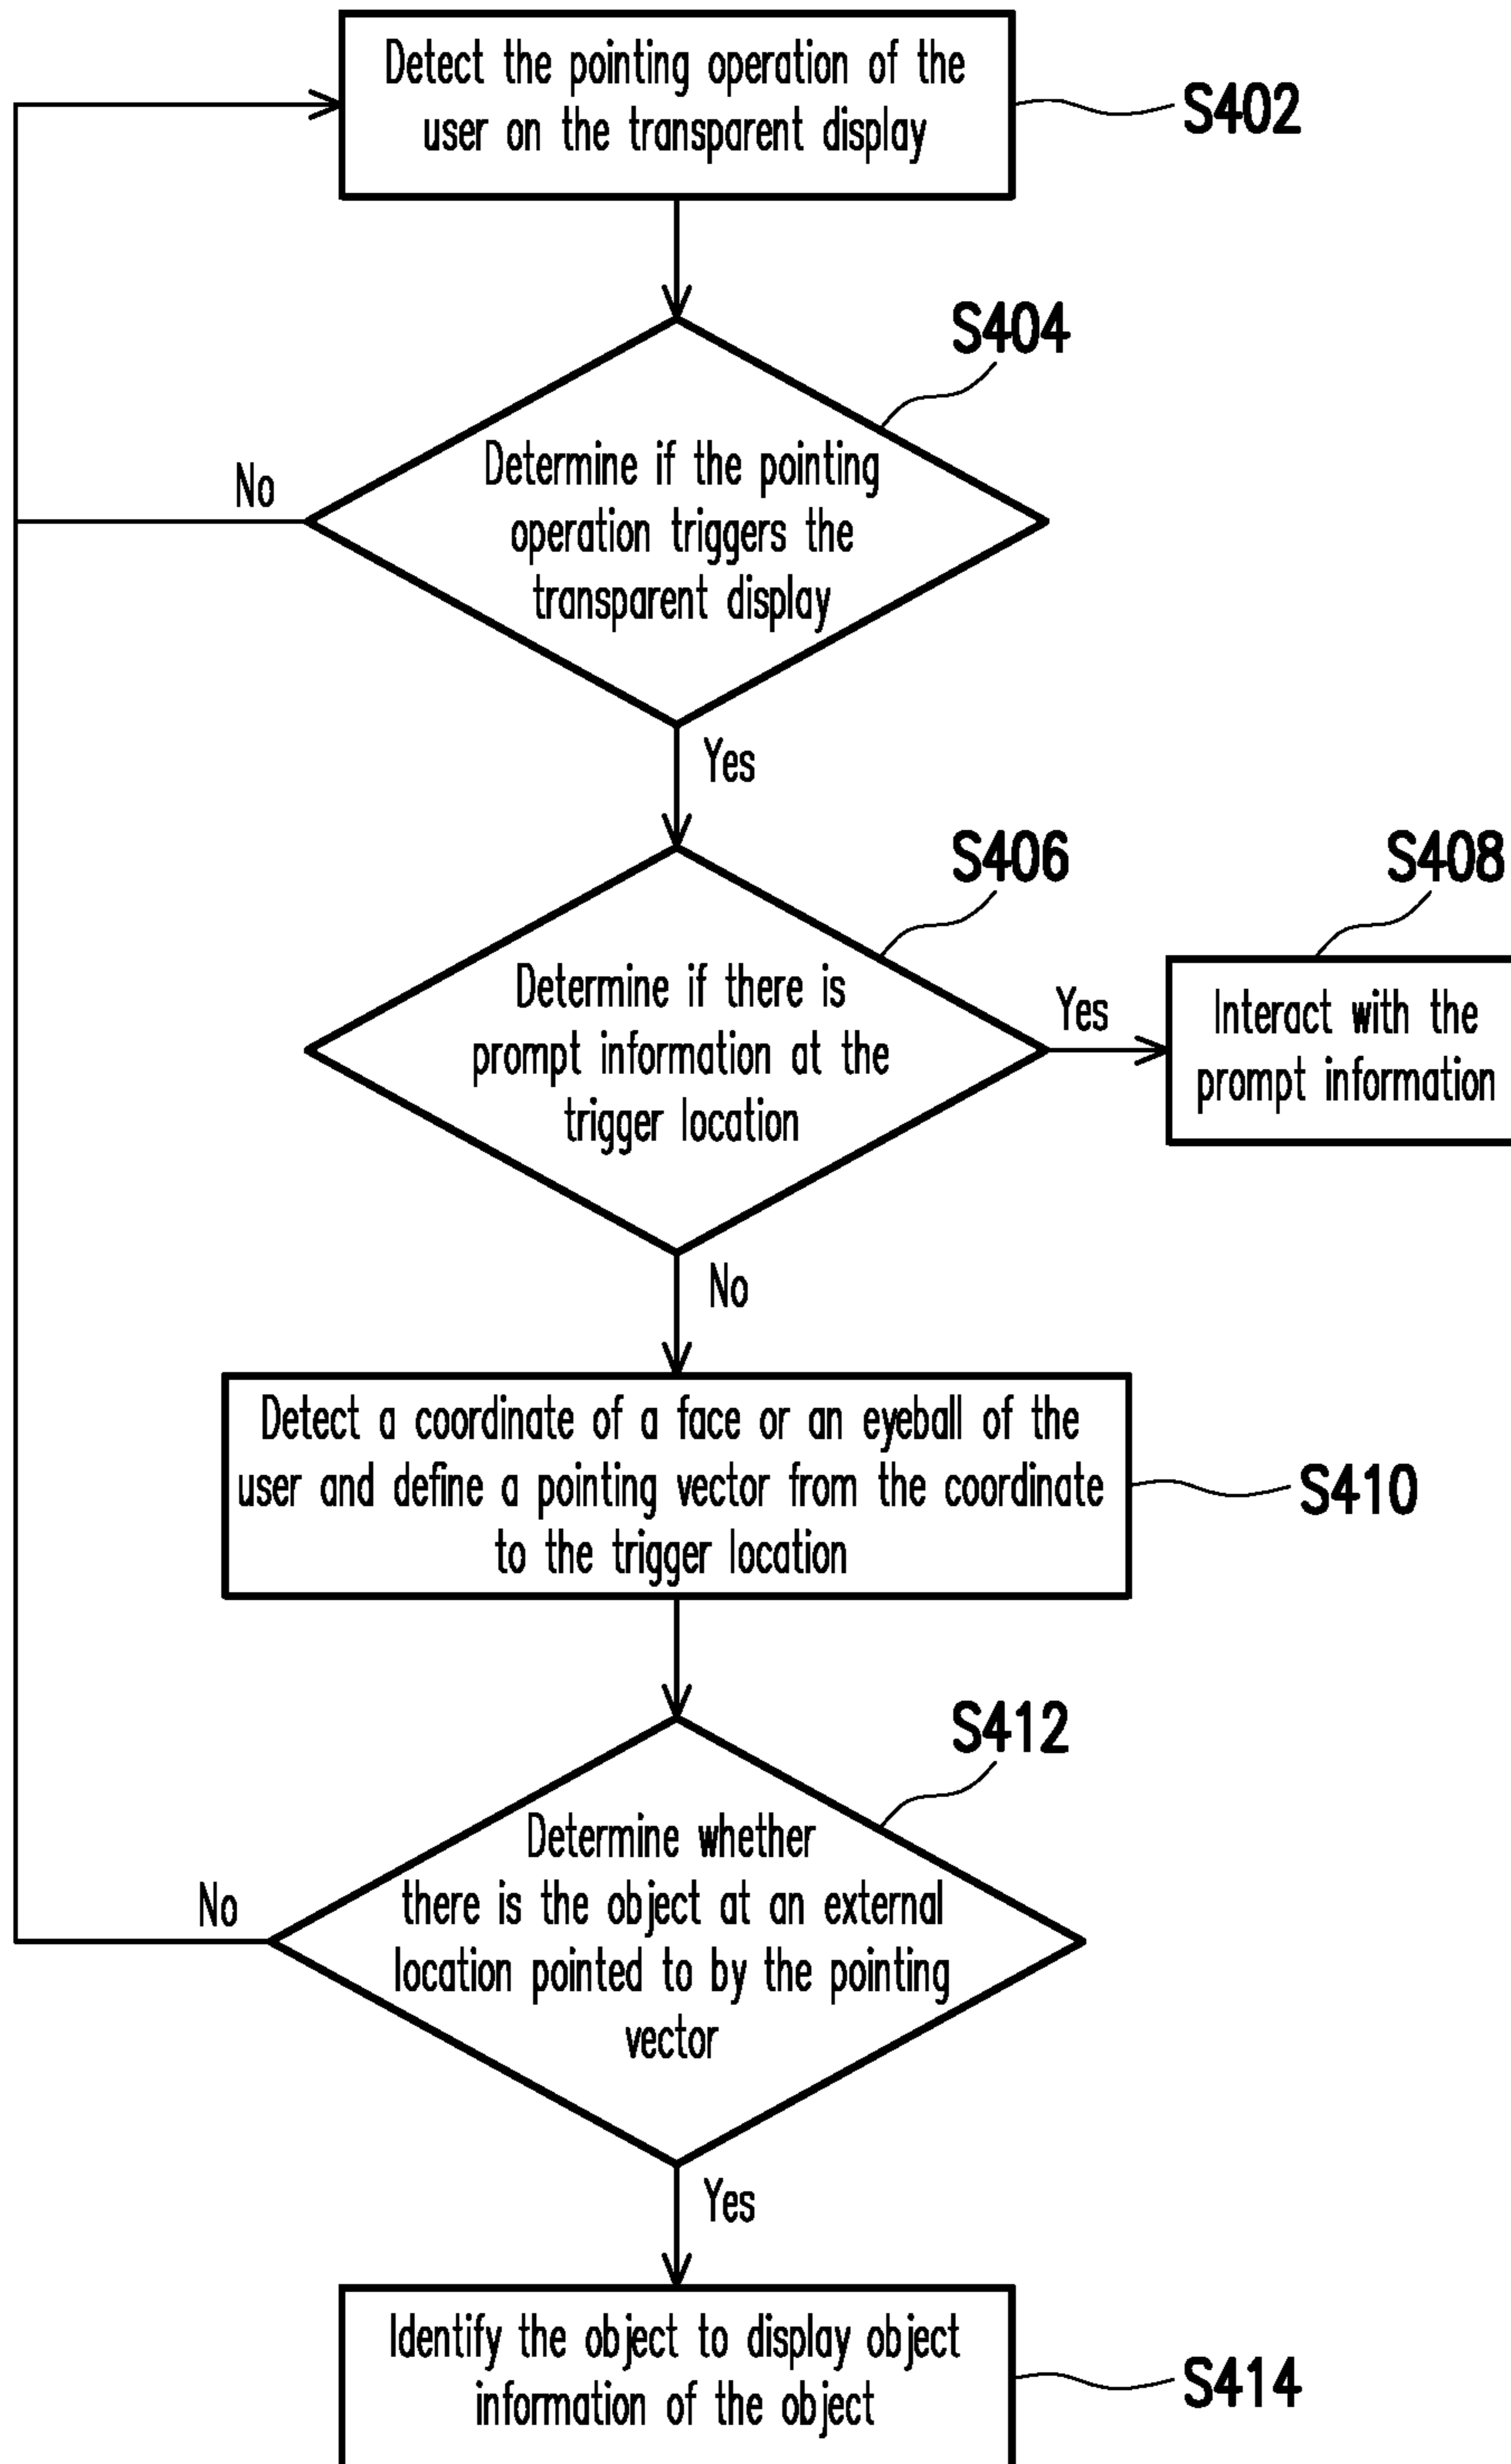 Detect the pointing operation of the
user on the transparent display
S402
S404
Determine if the pointing
operation triggers the
transparent display
No
Yes
S406
S408
Determine if there is
prompt information at the
trigger location
Yes
Interact with the
prompt information
No
Detect a coordinate of a face or an eyeball of the
user and define a pointing vector from the coordinate
to the trigger location
S410
S412
Determine whether
there is the object at an external
location pointed to by the pointing
vector
No
Yes
Identify the object to display object
information of the object
S414